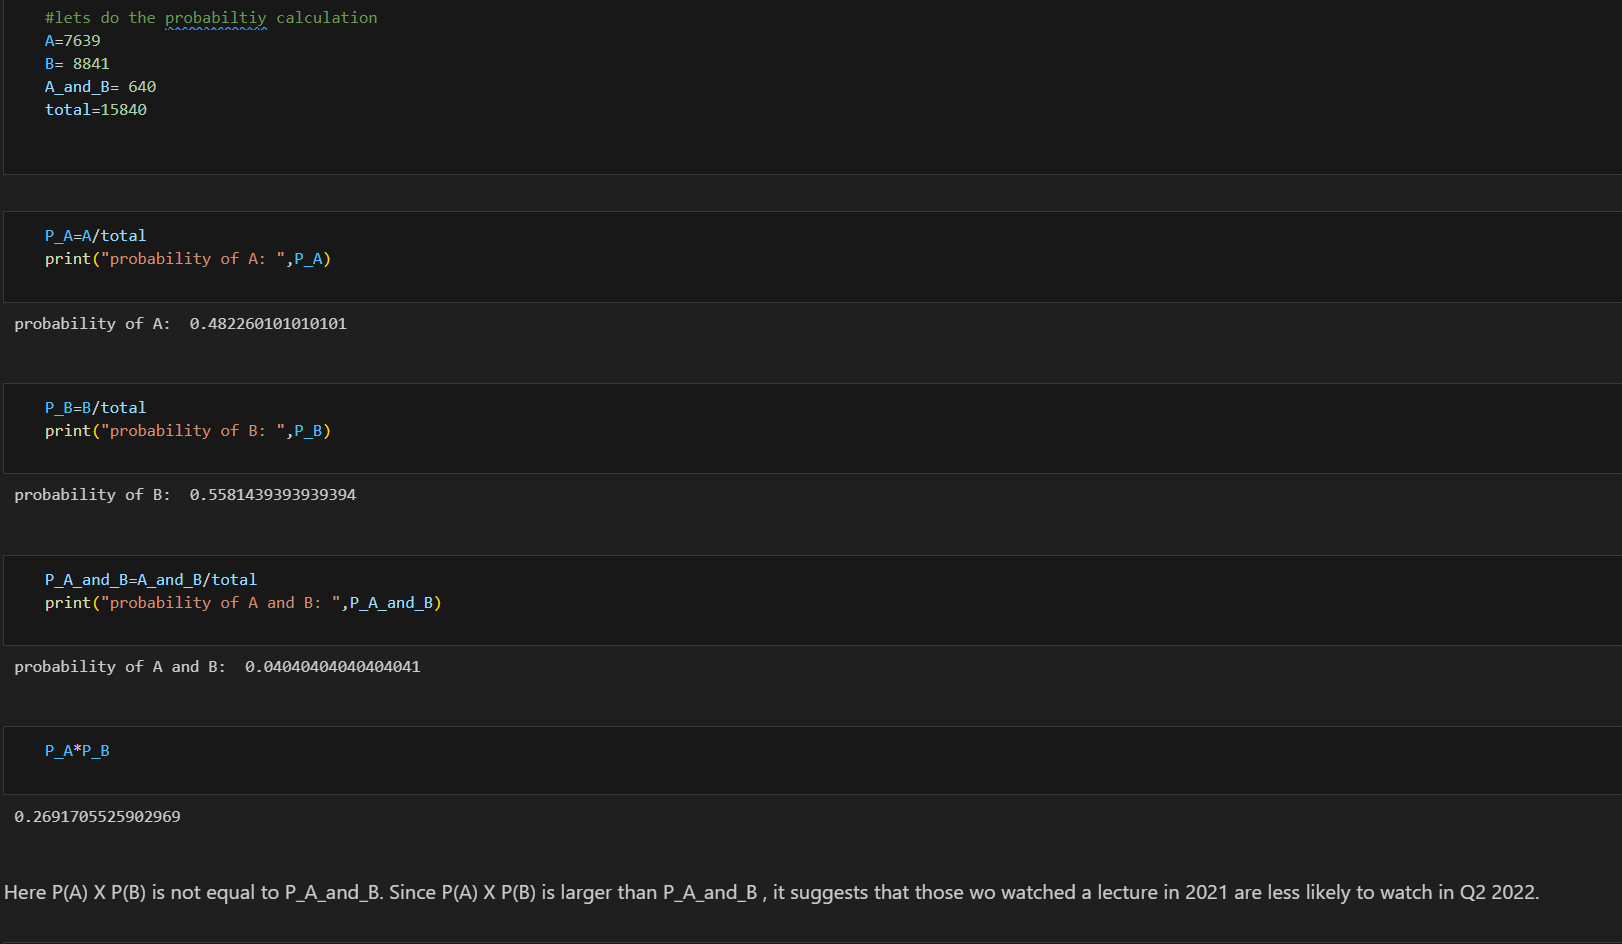 #lets do the probabiltiy calculation
A=7639
B= 8841
A_and_B= 640
total=15840
P_A=A/total
print("probability of A: ",P_A)
probability of A:  0.482260101010101
P_B=B/total
print("probability of B: ",P_B)
probability of B:  0.5581439393939394
P_A_and_B=A_and_B/total
print("probability of A and B: ",P_A_and_B)
probability of A and B:  0.04040404040404041
P_A*P_B
0.2691705525902969
Here P(A) X P(B) is not equal to P_A_and_B. Since P(A) X P(B) is larger than P_A_and_B , it suggests that those wo watched a lecture in 2021 are less likely to watch in Q2 2022.